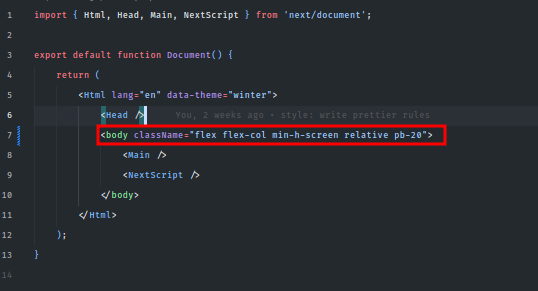 1 import { Html, Head, Main, NextScript } from 'next/document';
2
3 export default function Document() {
4 return (
5 <Html lang="en" data-theme="winter">
6 <Head /> You, 2 weeks ago • style: write prettier rules
7 <body className="flex flex-col min-h-screen relative pb-20">
8 <Main />
9 <NextScript />
10 </body>
11 </Html>
12 );
13 }
14